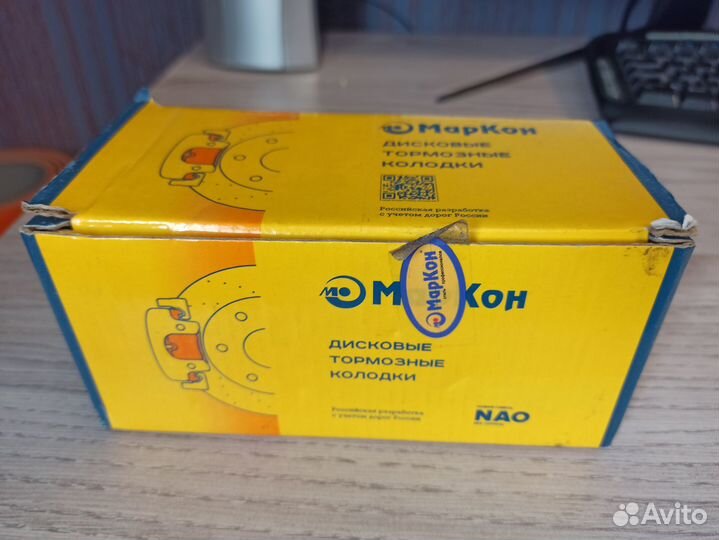 МарКон
ДИСКОВЫЕ
ТОРМОЗНЫЕ
КОЛОДКИ
Российская разработка
с учетом дорог России
МарКон
МарКон
ДИСКОВЫЕ
ТОРМОЗНЫЕ
КОЛОДКИ
Российская разработка
с учетом дорог России
NAO
Avito